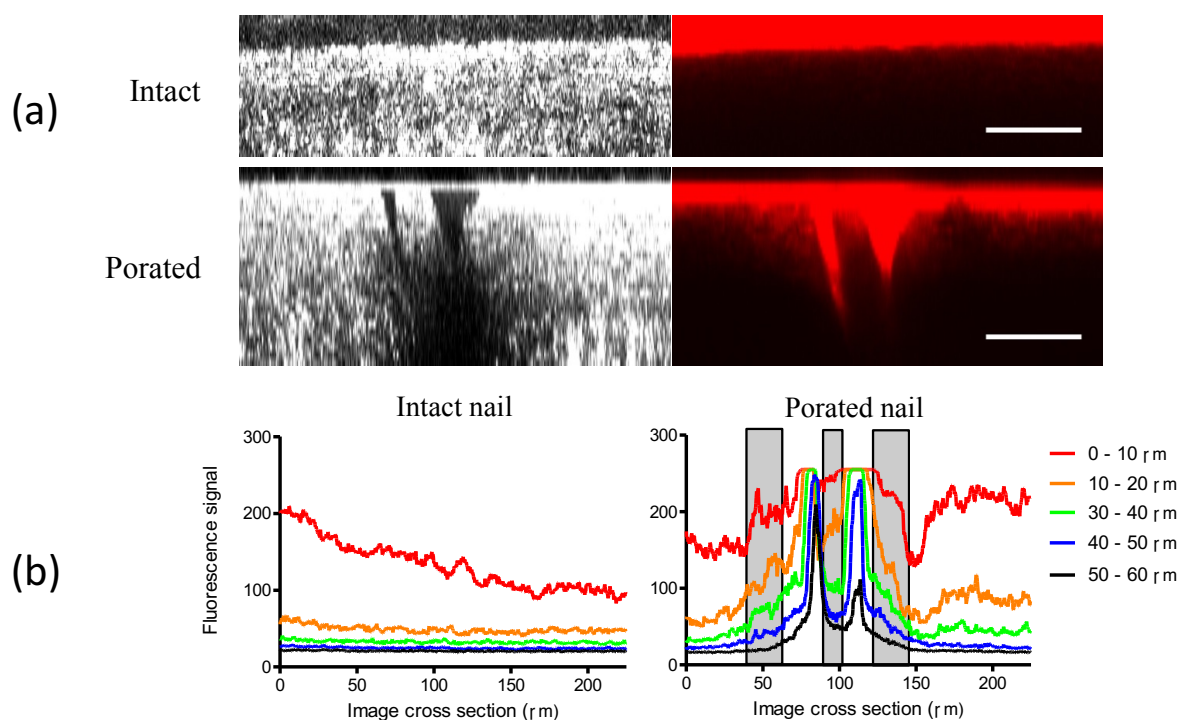 (a)
Intact
Porated
(b)
Intact nail
Porated nail
300
200
100
0
Fluorescence signal
0
50
100
150
200
Image cross section (ɼm)
300
200
100
0
0
50
100
150
200
Image cross section (ɼm)
0 - 10 ɼm
10 - 20 ɼm
30 - 40 ɼm
40 - 50 ɼm
50 - 60 ɼm